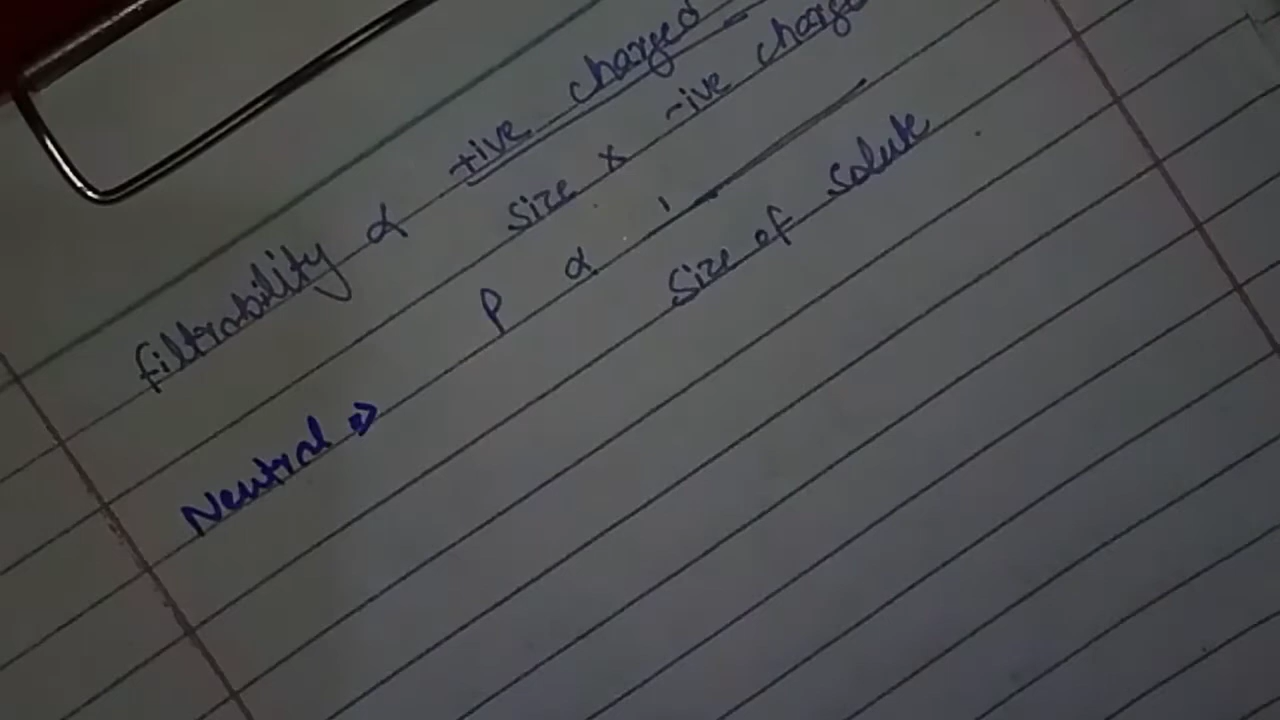 filtrability ∝ +ive charged
size × -ive charge
P ∝ 1
size of solute
Neutral ⇒